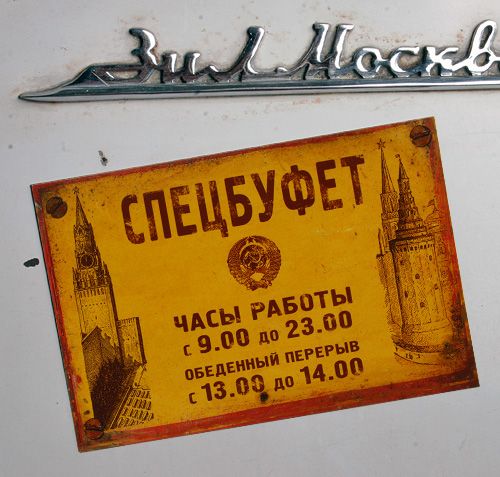 ЗиЛ Москв
СПЕЦБУФЕТ
ЧАСЫ РАБОТЫ
с 9.00 до 23.00
ОБЕДЕННЫЙ ПЕРЕРЫВ
с 13.00 до 14.00